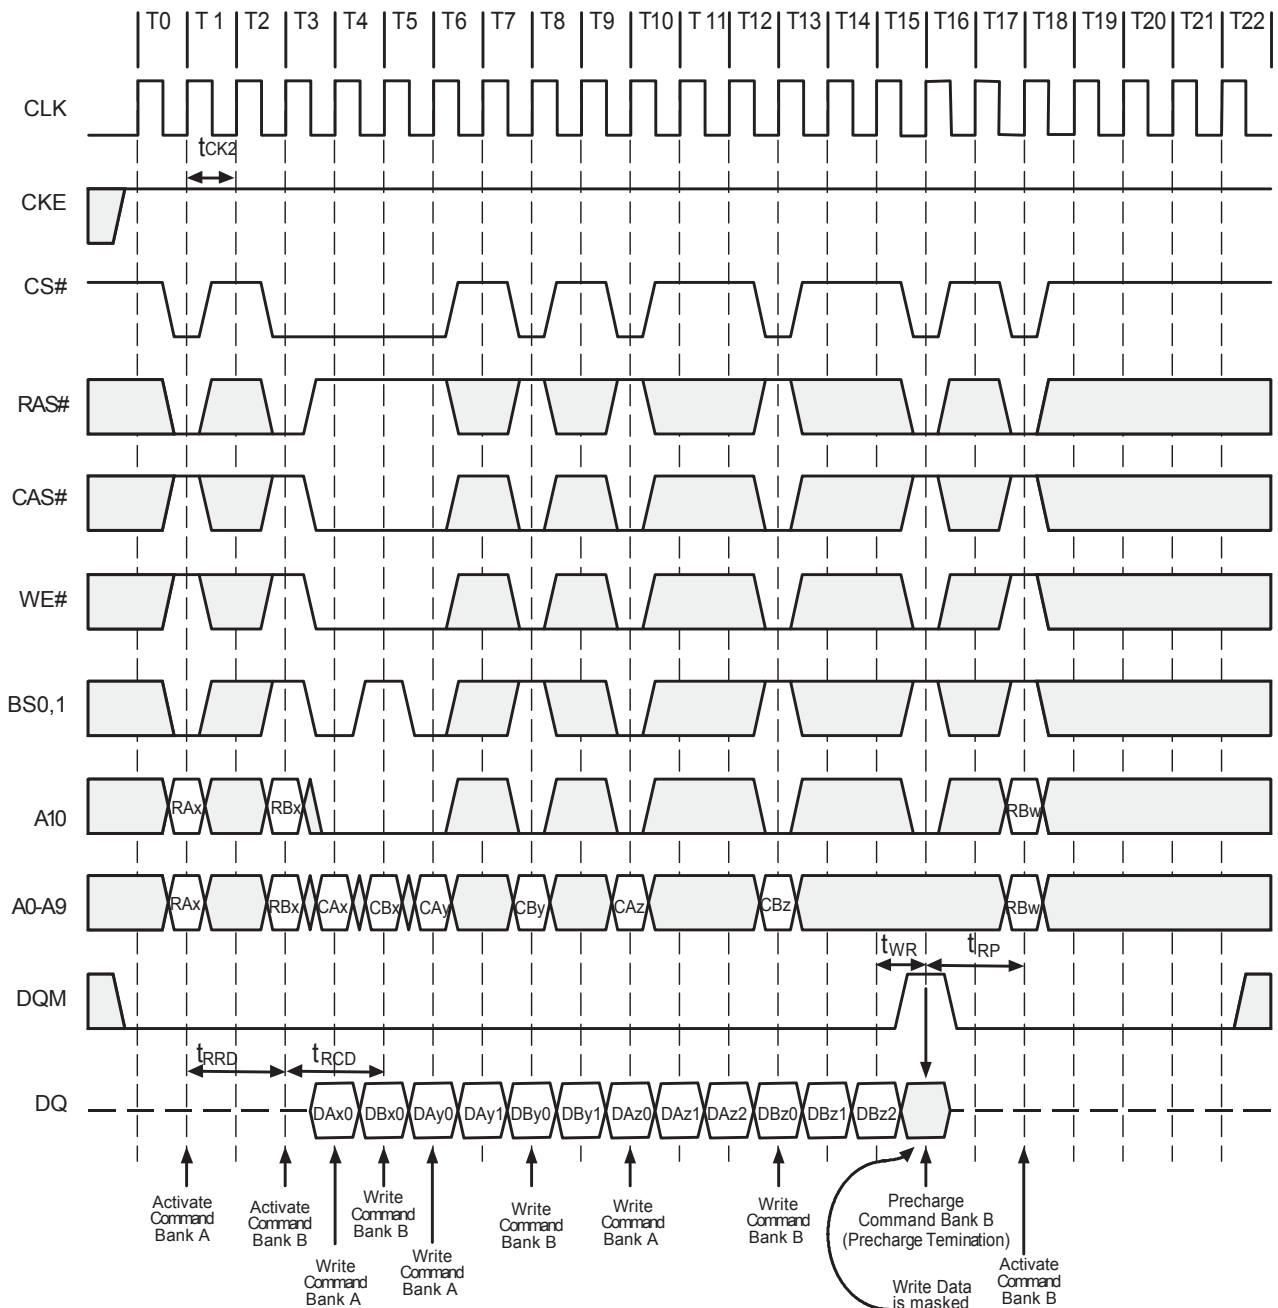 T0 T 1 T2 T3 T4 T5 T6 T7 T8 T9 T10 T 11 T12 T13 T14 T15 T16 T17 T18 T19 T20 T21 T22
CLK
tCK2
CKE
CS#
RAS#
CAS#
WE#
BS0,1
A10
RAx RBx RBw
A0-A9
RAx RBx CAx CBx CAy CBy CAz CBz RBw
tWR tRP
DQM
tRRD tRCD
DQ
DAx0 DBx0 DAy0 DAy1 DBy0 DBy1 DAz0 DAz1 DAz2 DBz0 DBz1 DBz2
Activate
Command
Bank A
Activate
Command
Bank B
Write
Command
Bank A
Write
Command
Bank B
Write
Command
Bank A
Write
Command
Bank B
Write
Command
Bank A
Write
Command
Bank B
Precharge
Command Bank B
(Precharge Temination)
Write Data
is masked
Activate
Command
Bank B